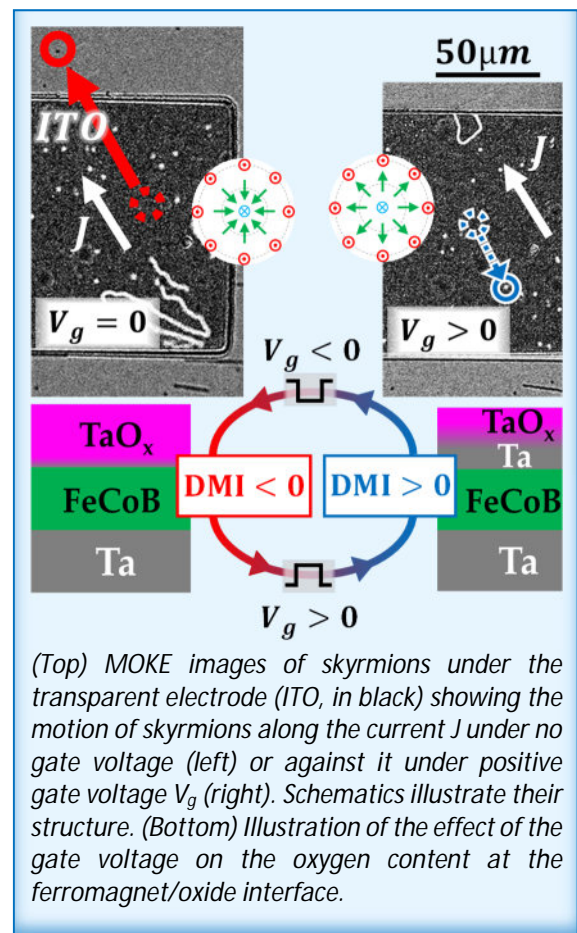 50μm
ITO
J
J
V_g = 0
V_g > 0
V_g < 0
TaO_x
TaO_x
Ta
DMI < 0
DMI > 0
FeCoB
FeCoB
Ta
Ta
V_g > 0
(Top) MOKE images of skyrmions under the
transparent electrode (ITO, in black) showing the
motion of skyrmions along the current J under no
gate voltage (left) or against it under positive
gate voltage V_g (right). Schematics illustrate their
structure. (Bottom) Illustration of the effect of the
gate voltage on the oxygen content at the
ferromagnet/oxide interface.